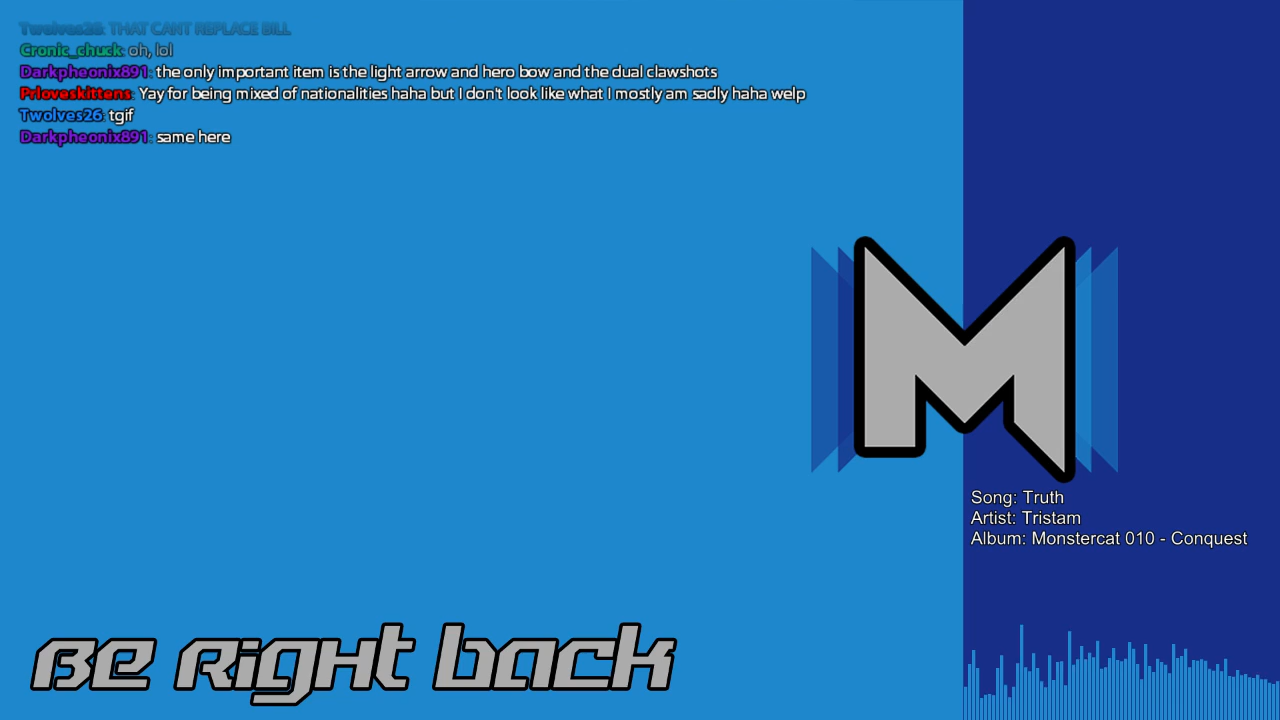 Twolves26: THAT CANT REPLACE BILL
Cronic_chuck: oh, lol
Darkpheonix891: the only important item is the light arrow and hero bow and the dual clawshots
Prloveskittens: Yay for being mixed of nationalities haha but I don't look like what I mostly am sadly haha welp
Twolves26: tgif
Darkpheonix891: same here
M
Song: Truth
Artist: Tristam
Album: Monstercat 010 - Conquest
Be Right Back